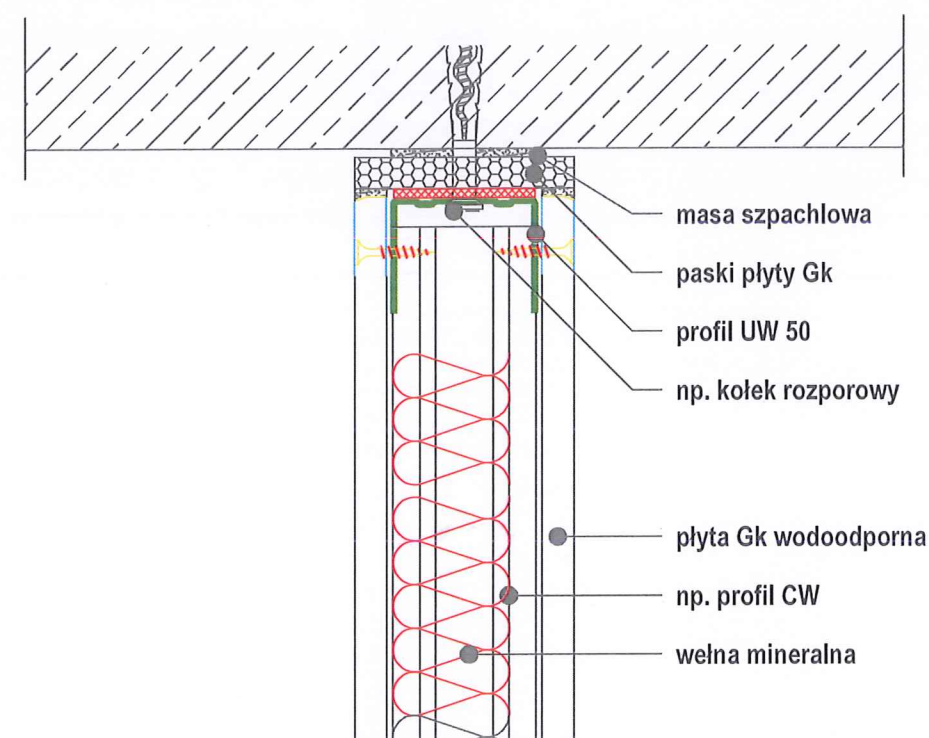 masa szpachlowa
paski płyty Gk
profil UW 50
np. kołek rozporowy
płyta Gk wodoodporna
np. profil CW
wełna mineralna